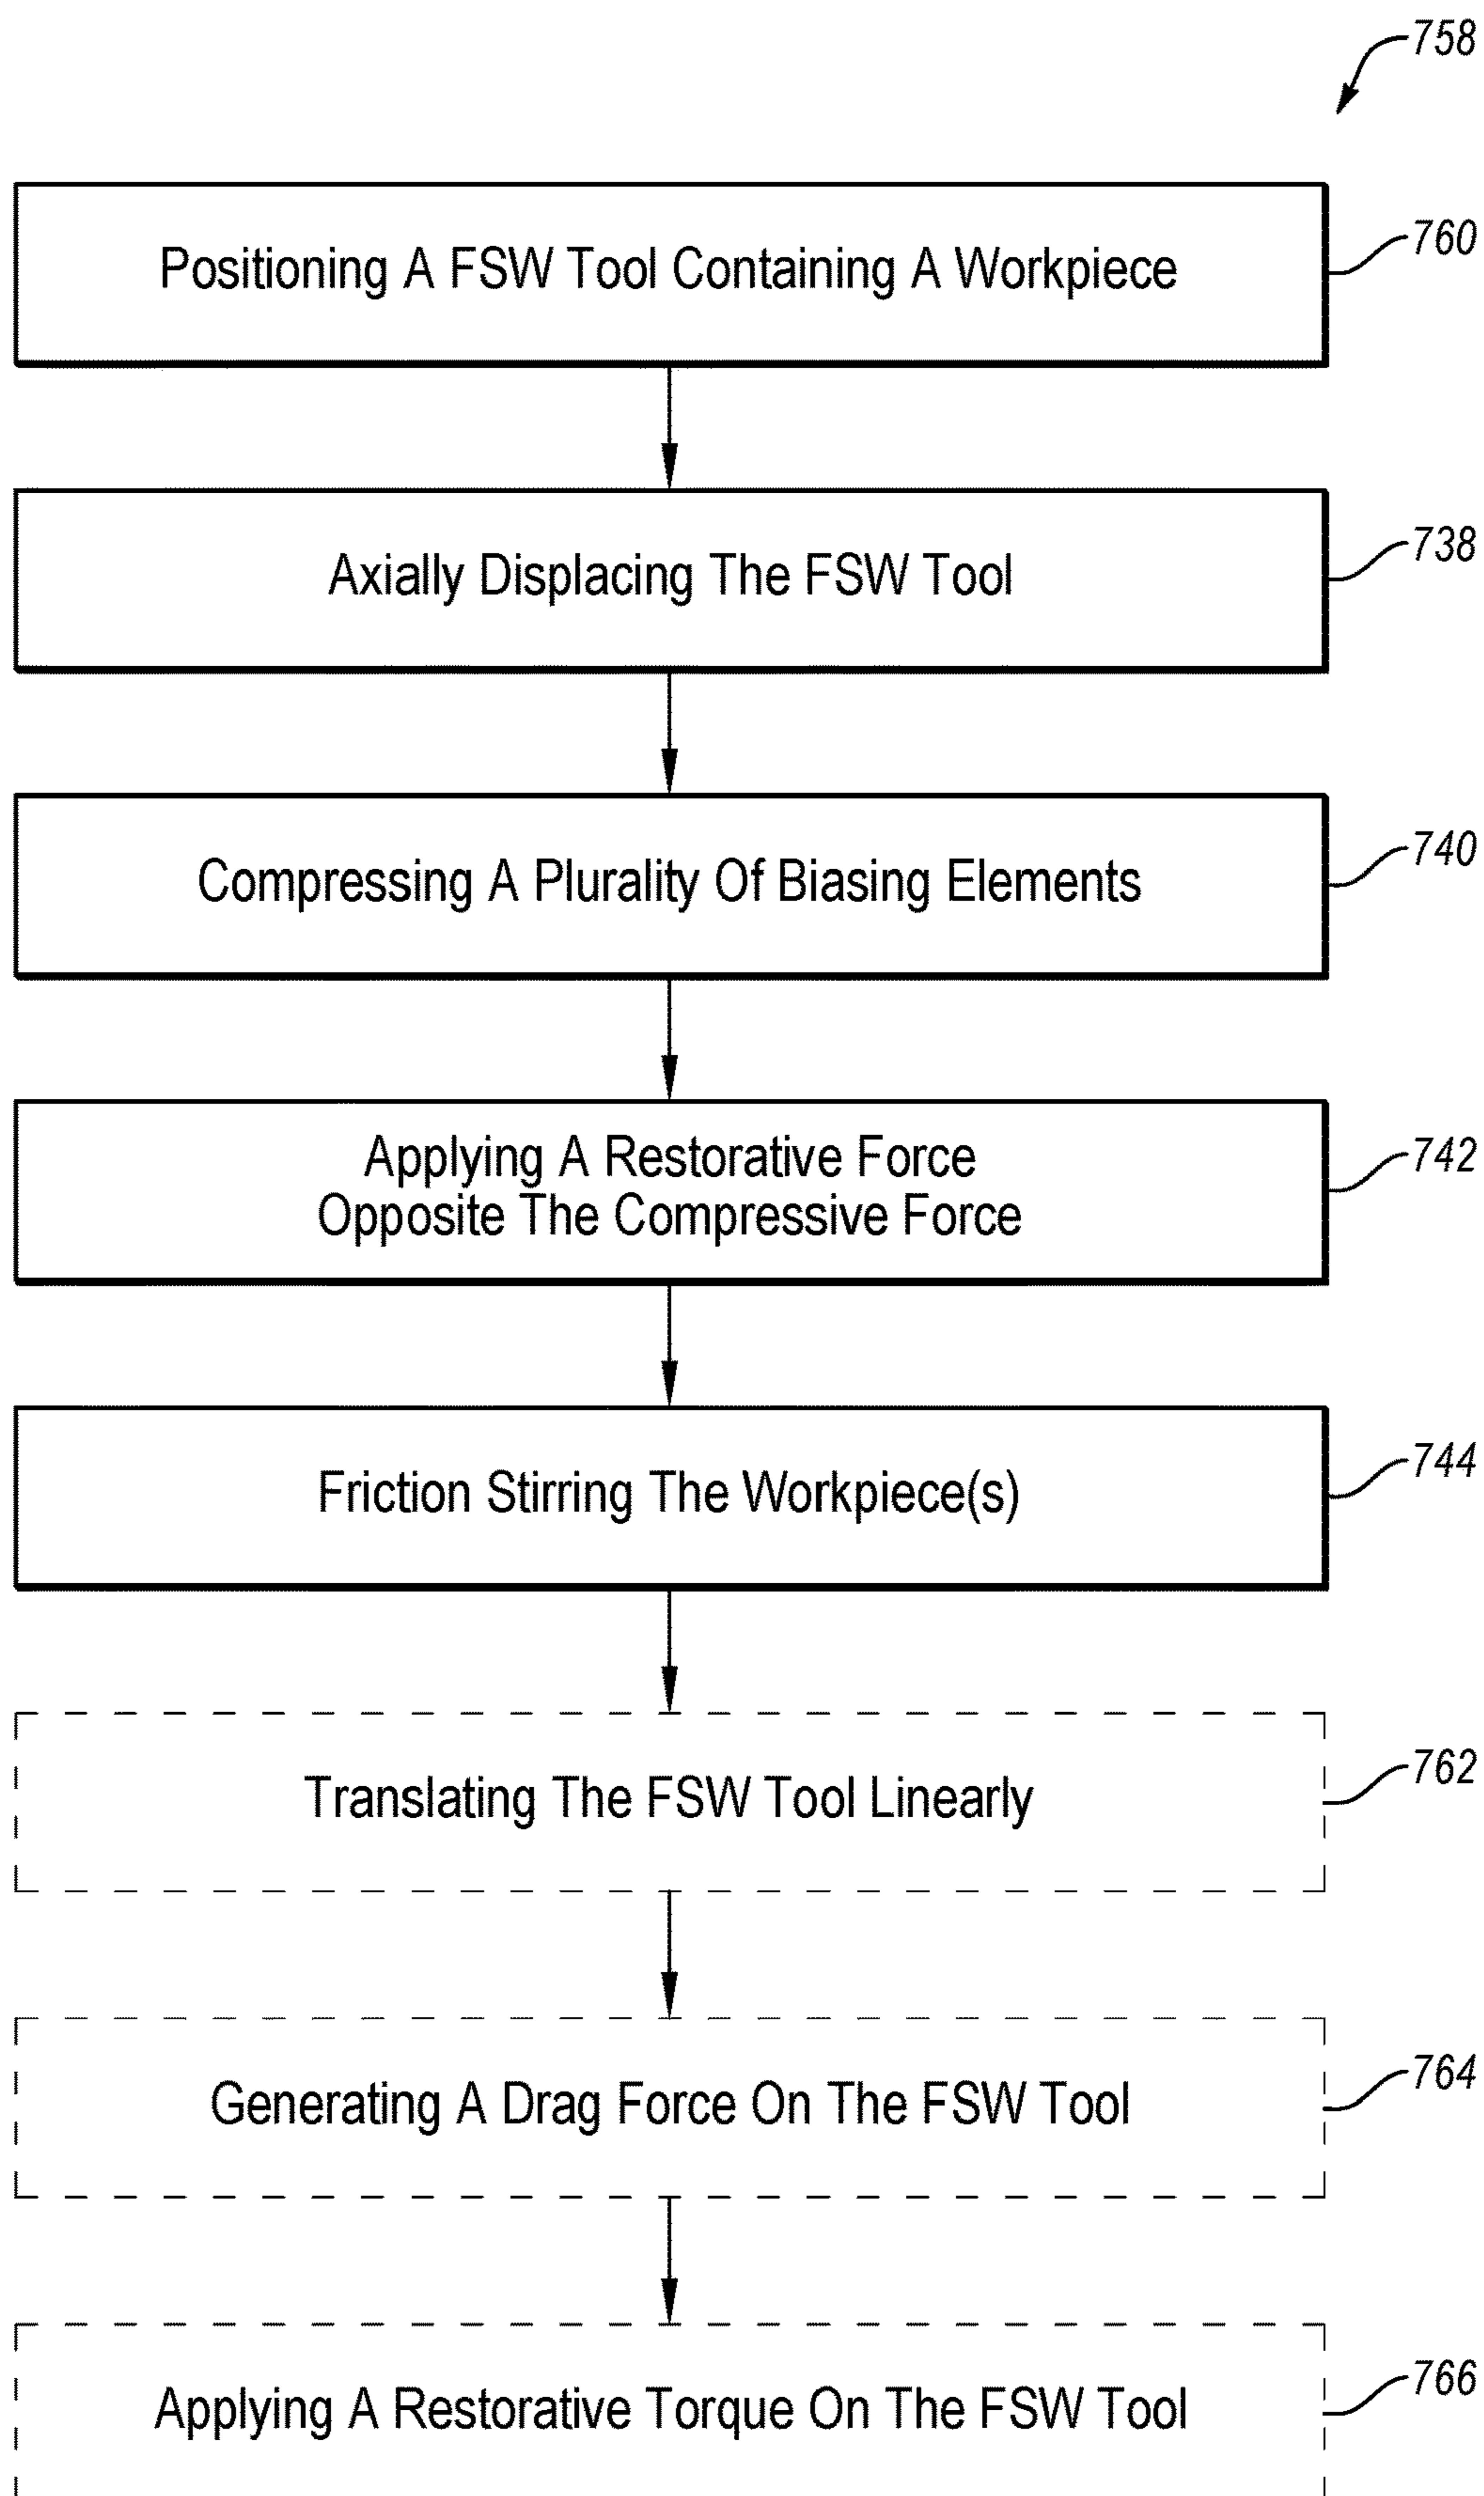 758
Positioning A FSW Tool Containing A Workpiece
760
Axially Displacing The FSW Tool
738
Compressing A Plurality Of Biasing Elements
740
Applying A Restorative Force
Opposite The Compressive Force
742
Friction Stirring The Workpiece(s)
744
Translating The FSW Tool Linearly
762
Generating A Drag Force On The FSW Tool
764
Applying A Restorative Torque On The FSW Tool
766